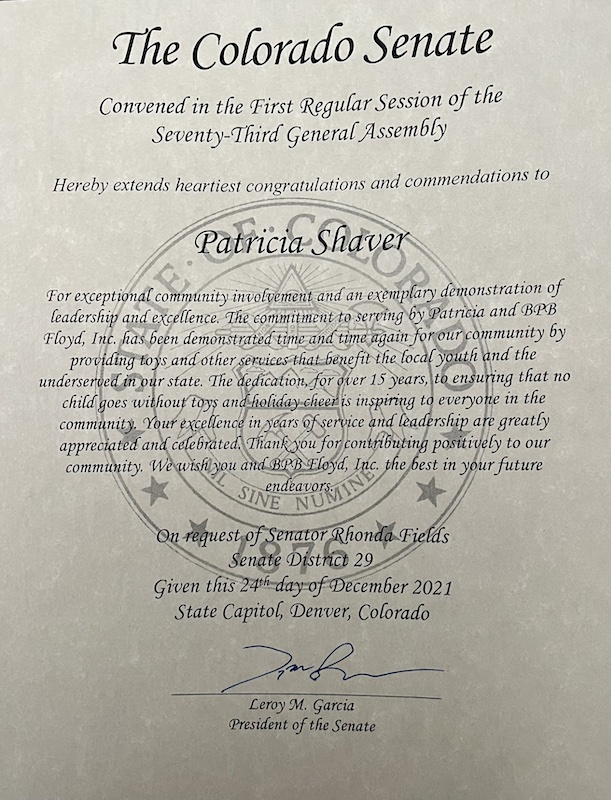 The Colorado Senate
Convened in the First Regular Session of the
Seventy-Third General Assembly
Hereby extends heartiest congratulations and commendations to
Patricia Shaver
For exceptional community involvement and an exemplary demonstration of
leadership and excellence. The commitment to serving by Patricia and BPB
Floyd, Inc. has been demonstrated time and time again for our community by
providing toys and other services that benefit the local youth and the
underserved in our state. The dedication, for over 15 years, to ensuring that no
child goes without toys and holiday cheer is inspiring to everyone in the
community. Your excellence in years of service and leadership are greatly
appreciated and celebrated. Thank you for contributing positively to our
community. We wish you and BPB Floyd, Inc. the best in your future
endeavors.
On request of Senator Rhonda Fields
Senate District 29
Given this 24th day of December 2021
State Capitol, Denver, Colorado
Leroy M. Garcia
President of the Senate
STATE OF COLORADO
SINE NUMINE
1876